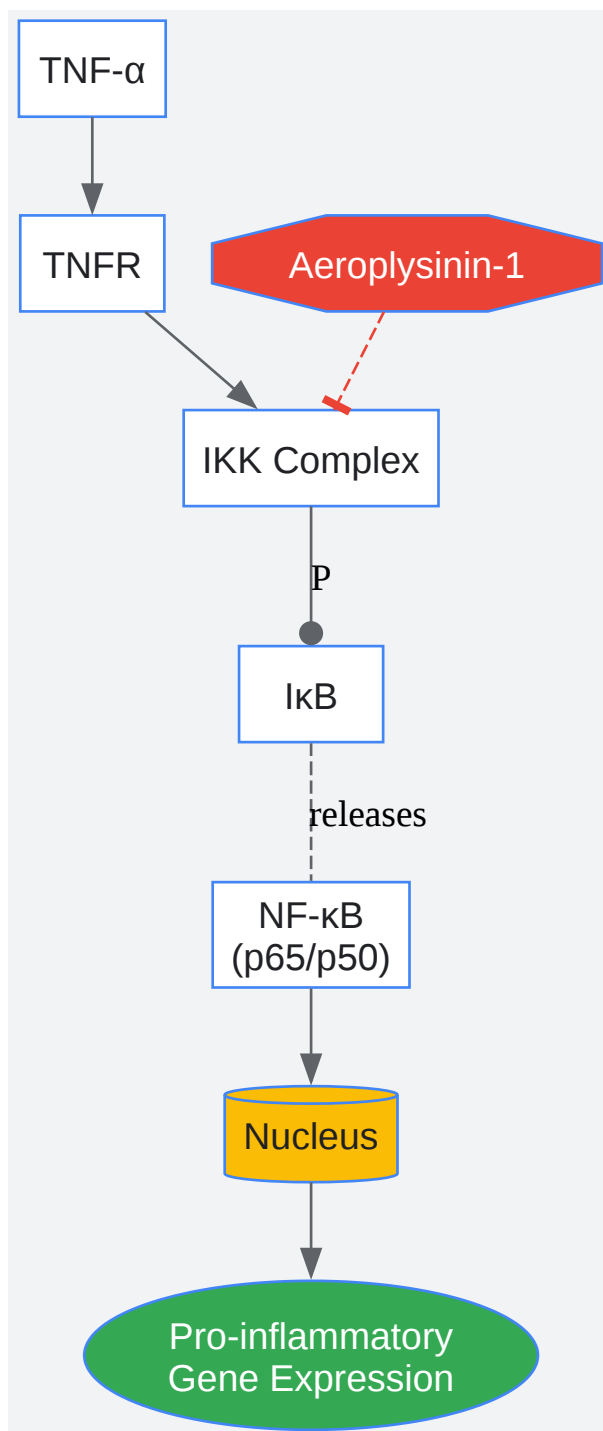 TNF-α
TNFR
Aeroplysinin-1
IKK Complex
P
IκB
releases
NF-κB
(p65/p50)
Nucleus
Pro-inflammatory
Gene Expression